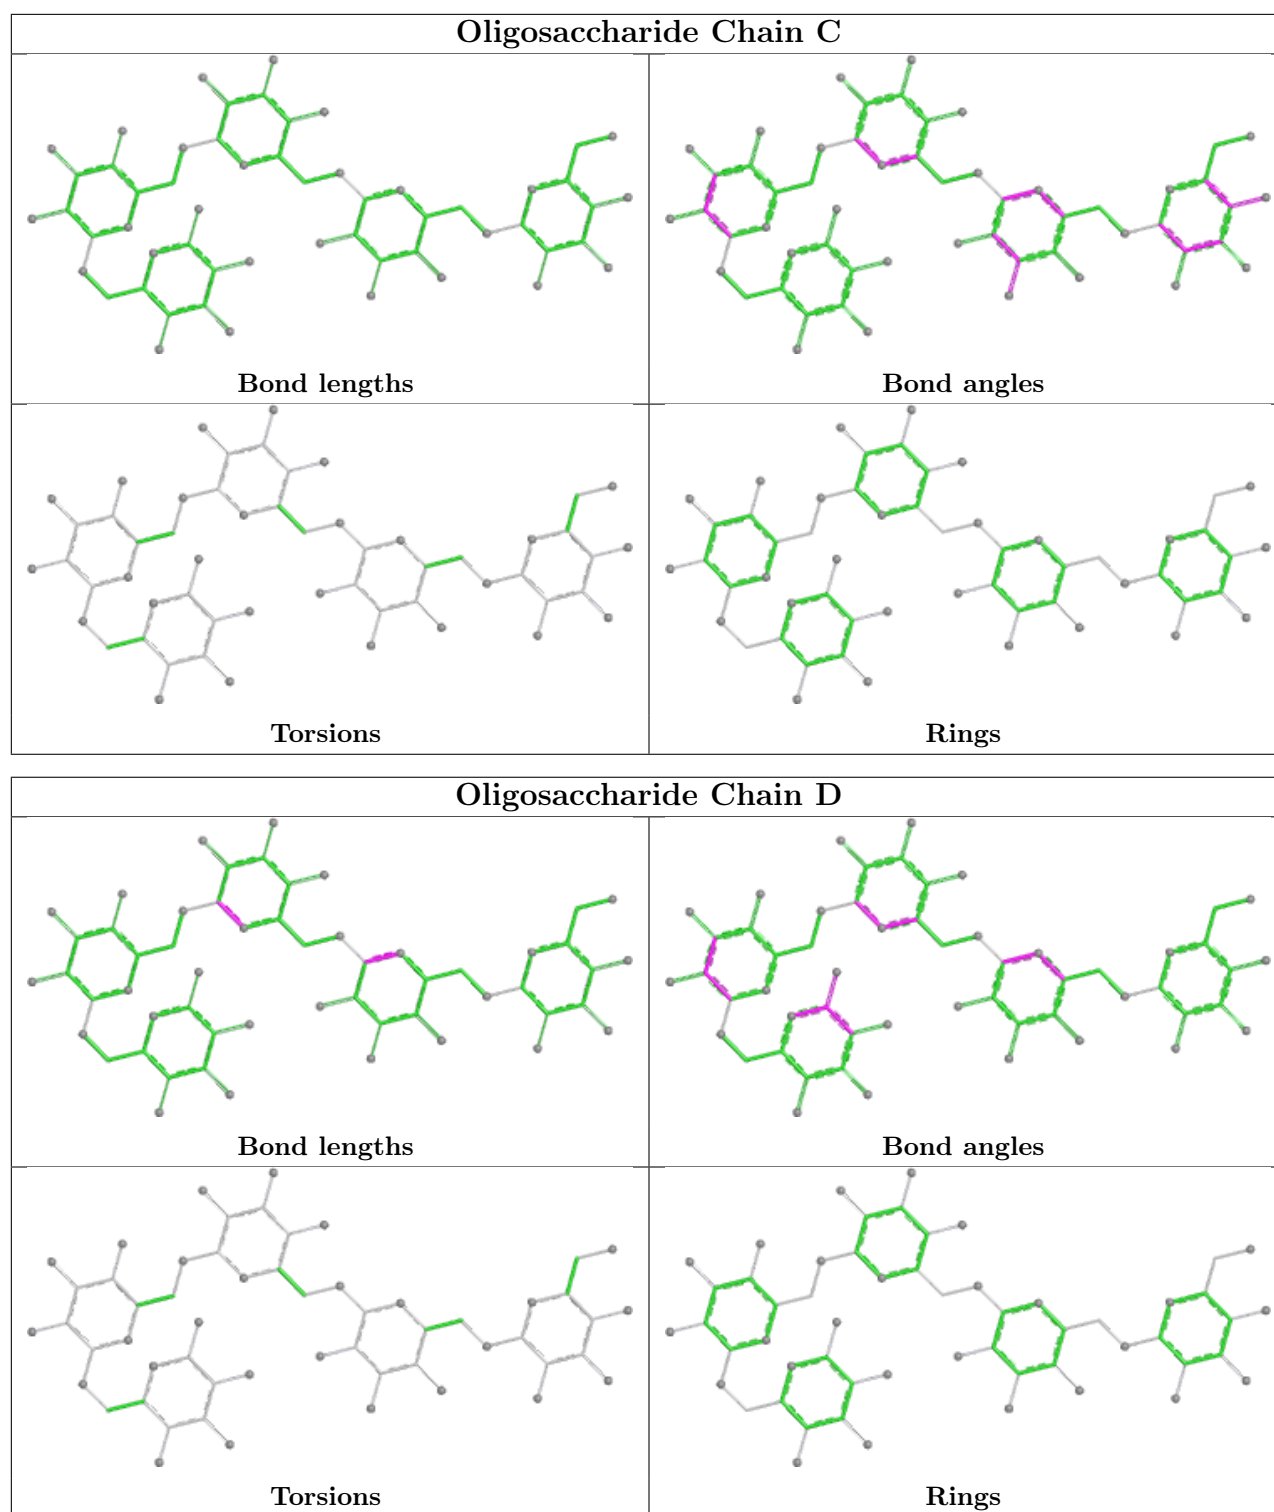 Oligosaccharide Chain C
Bond lengths
Bond angles
Torsions
Rings
Oligosaccharide Chain D
Bond lengths
Bond angles
Torsions
Rings